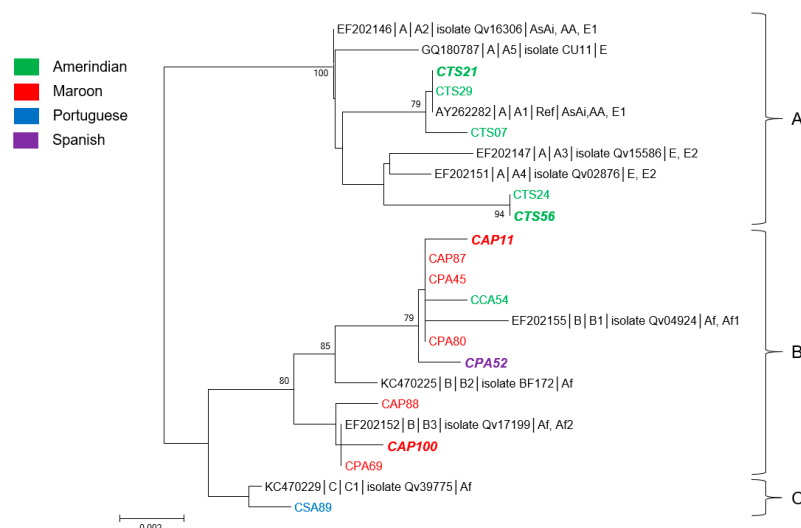 Amerindian
Maroon
Portuguese
Spanish
EF202146|A|A2|isolate Qv16306|AsAi, AA, E1
GQ180787|A|A5|isolate CU11|E
100
CTS21
CTS29
79
AY262282|A|A1|Ref|AsAi,AA, E1
CTS07
EF202147|A|A3|isolate Qv15586|E, E2
EF202151|A|A4|isolate Qv02876|E, E2
CTS24
94
CTS56
A
CAP11
CAP87
CPA45
CCA54
79
EF202155|B|B1|isolate Qv04924|Af, Af1
CPA80
85
CPA52
80
KC470225|B|B2|isolate BF172|Af
CAP88
EF202152|B|B3|isolate Qv17199|Af, Af2
CAP100
CPA69
B
KC470229|C|C1|isolate Qv39775|Af
CSA89
C
0.002